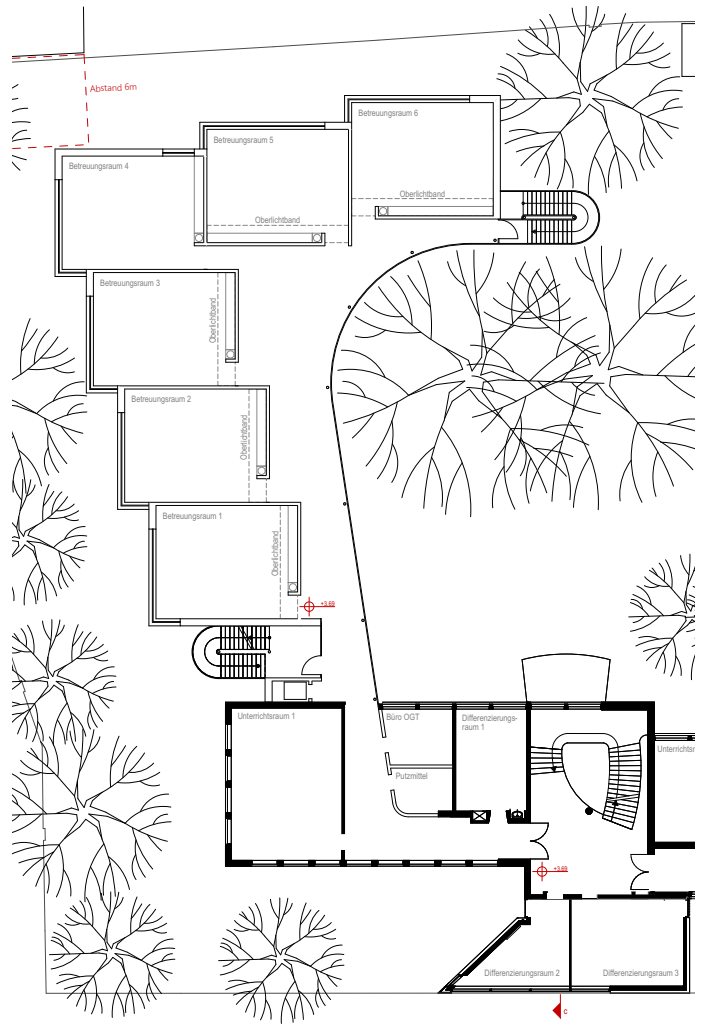 Abstand 6m
Betreuungsraum 6
Betreuungsraum 5
Betreuungsraum 4
Oberlichtband
Oberlichtband
Betreuungsraum 3
Oberlichtband
Betreuungsraum 2
Oberlichtband
Betreuungsraum 1
Oberlichtband
+3.69
Unterrichtsraum 1
Büro OGT
Differenzierungs-
raum 1
Unterrichtsr
Putzmittel
+3.69
Differenzierungsraum 2
Differenzierungsraum 3
c